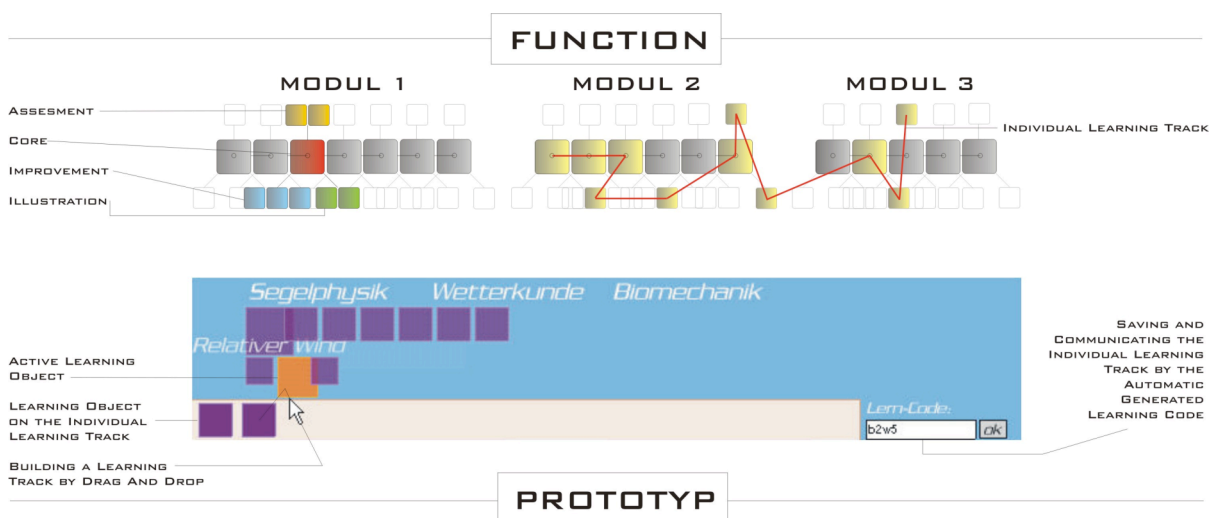 FUNCTION
MODUL 1
MODUL 2
MODUL 3
ASSESMENT
CORE
IMPROVEMENT
ILLUSTRATION
INDIVIDUAL LEARNING TRACK
Segelphysik Wetterkunde Biomechanik
Relativer wind
ACTIVE LEARNING
OBJECT
LEARNING OBJECT
ON THE INDIVIDUAL
LEARNING TRACK
BUILDING A LEARNING
TRACK BY DRAG AND DROP
Lern-Code:
b2w5 ok
SAVING AND
COMMUNICATING THE
INDIVIDUAL LEARNING
TRACK BY THE
AUTOMATIC
GENERATED
LEARNING CODE
PROTOTYP